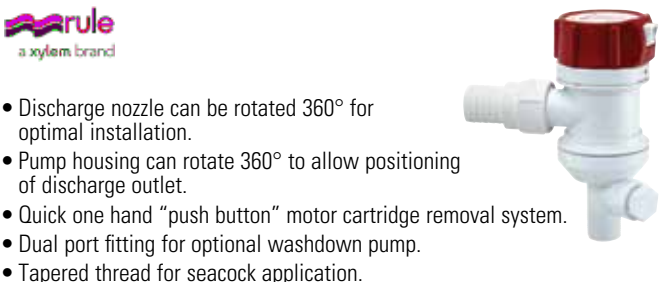 rule
a xylem brand
• Discharge nozzle can be rotated 360° for
optimal installation.
• Pump housing can rotate 360° to allow positioning
of discharge outlet.
• Quick one hand “push button” motor cartridge removal system.
• Dual port fitting for optional washdown pump.
• Tapered thread for seacock application.